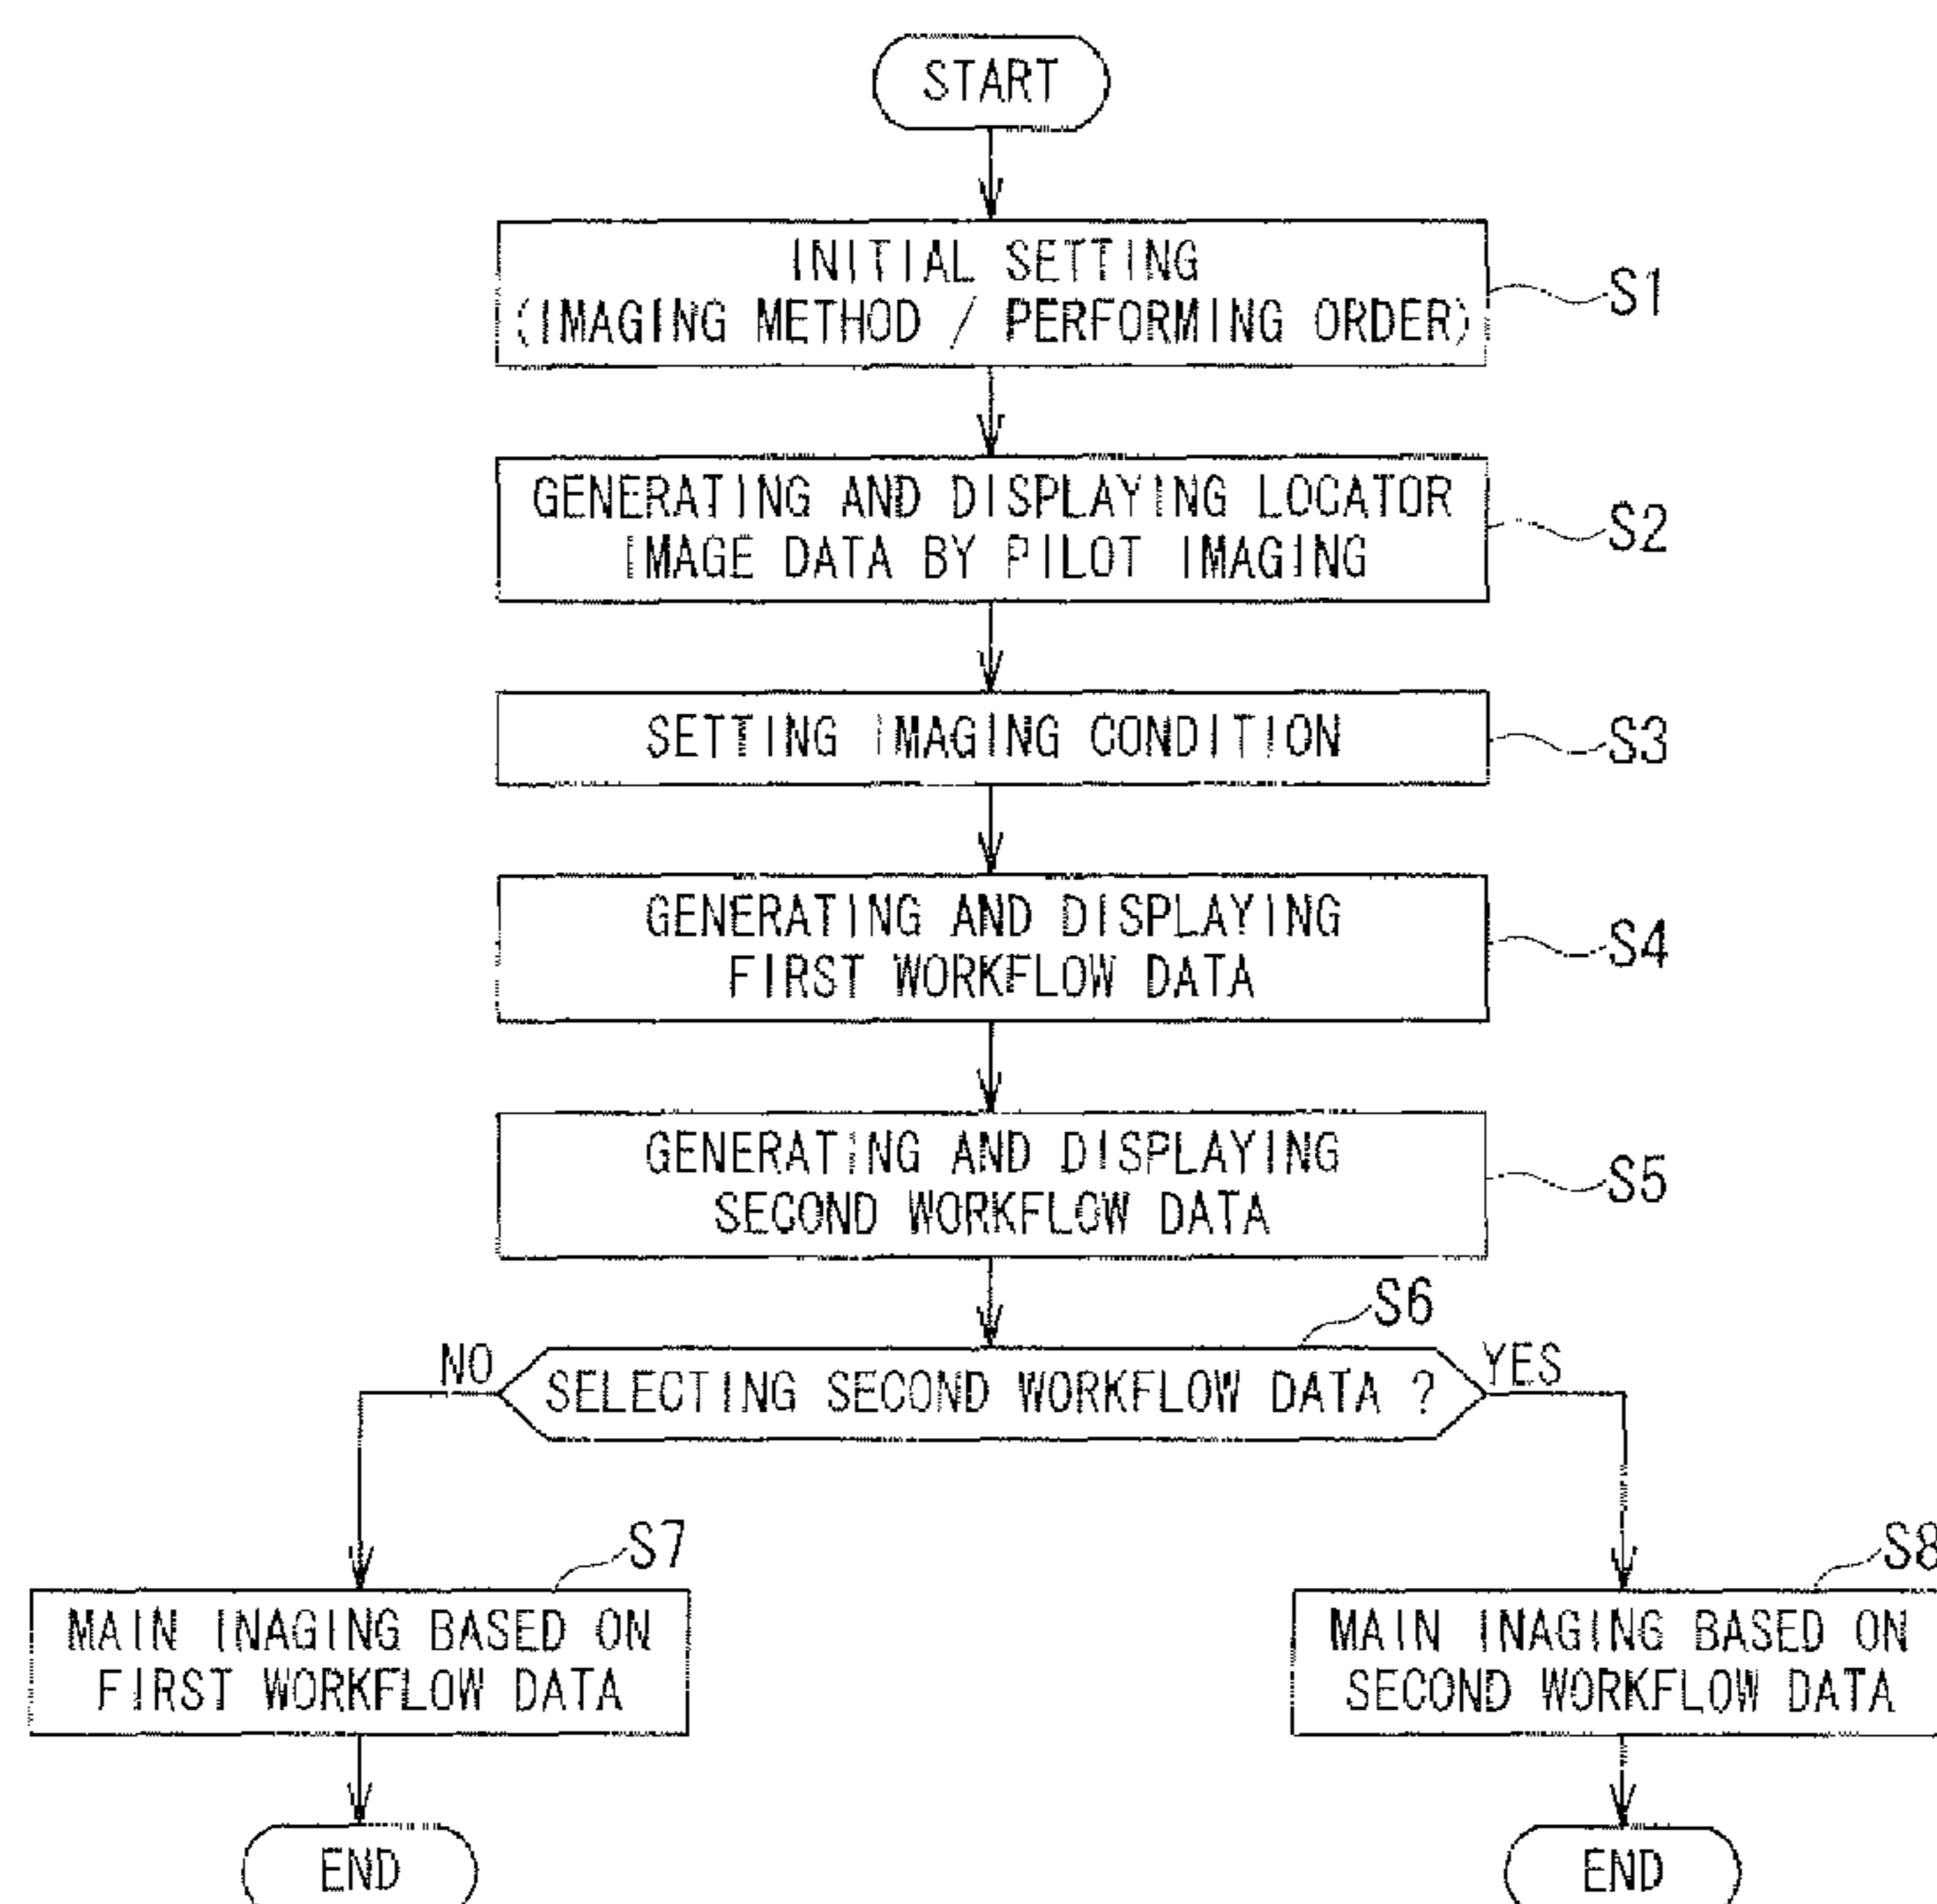 START
INITIAL SETTING
(IMAGING METHOD / PERFORMING ORDER)
S1
GENERATING AND DISPLAYING LOCATOR
IMAGE DATA BY PILOT IMAGING
S2
SETTING IMAGING CONDITION
S3
GENERATING AND DISPLAYING
FIRST WORKFLOW DATA
S4
GENERATING AND DISPLAYING
SECOND WORKFLOW DATA
S5
S6
NO
SELECTING SECOND WORKFLOW DATA ?
YES
S7
MAIN INAGING BASED ON
FIRST WORKFLOW DATA
END
S8
MAIN INAGING BASED ON
SECOND WORKFLOW DATA
END